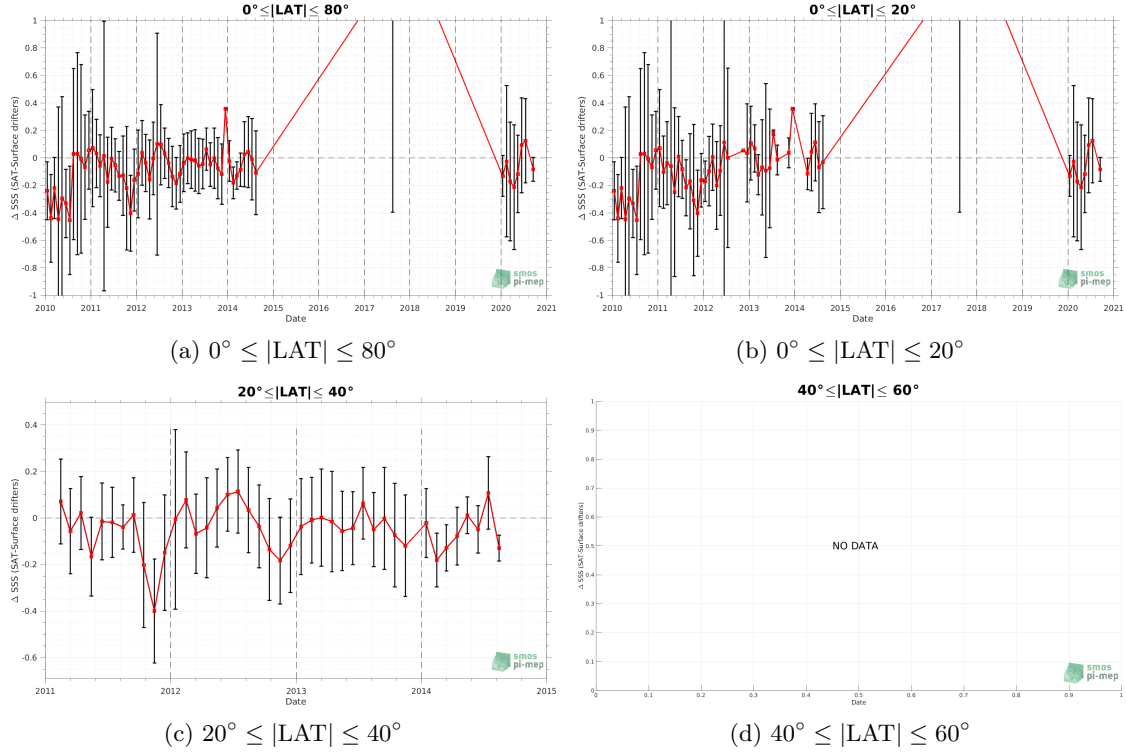 0°≤|LAT|≤ 80°
Δ SSS (SAT-Surface drifters)
1
0.8
0.6
0.4
0.2
0
-0.2
-0.4
-0.6
-0.8
-1
smos
pi-mep
2010 2011 2012 2013 2014 2015 2016 2017 2018 2019 2020 2021
Date
(a) 0° ≤ |LAT| ≤ 80°
0°≤|LAT|≤ 20°
Δ SSS (SAT-Surface drifters)
1
0.8
0.6
0.4
0.2
0
-0.2
-0.4
-0.6
-0.8
-1
smos
pi-mep
2010 2011 2012 2013 2014 2015 2016 2017 2018 2019 2020 2021
Date
(b) 0° ≤ |LAT| ≤ 20°
20°≤|LAT|≤ 40°
Δ SSS (SAT-Surface drifters)
0.4
0.2
0
-0.2
-0.4
-0.6
smos
pi-mep
2011 2012 2013 2014 2015
Date
(c) 20° ≤ |LAT| ≤ 40°
40°≤|LAT|≤ 60°
Δ SSS (SAT-Surface drifters)
1
0.9
0.8
0.7
0.6
0.5
0.4
0.3
0.2
0.1
0
NO DATA
smos
pi-mep
0 0.1 0.2 0.3 0.4 0.5 0.6 0.7 0.8 0.9 1
Date
(d) 40° ≤ |LAT| ≤ 60°